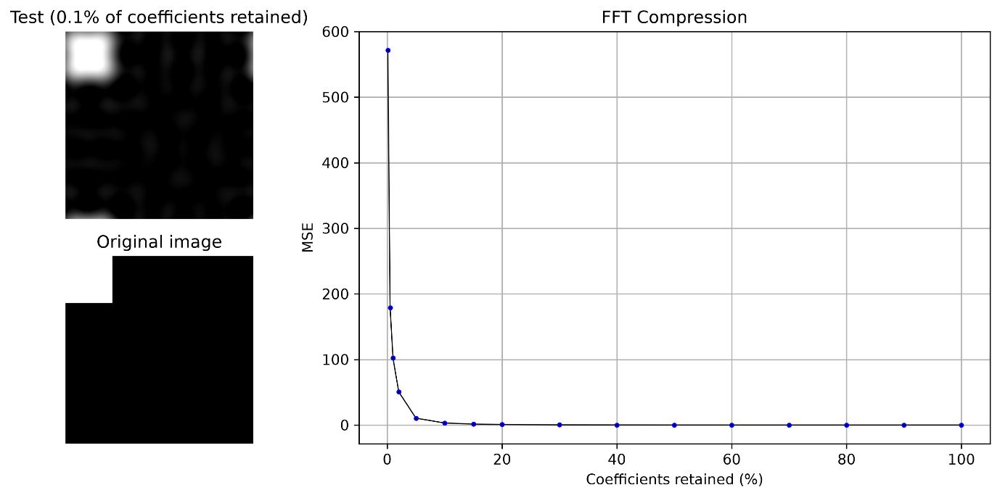 Test (0.1% of coefficients retained)
Original image
FFT Compression
600
500
400
300
200
100
0
MSE
0 20 40 60 80 100
Coefficients retained (%)